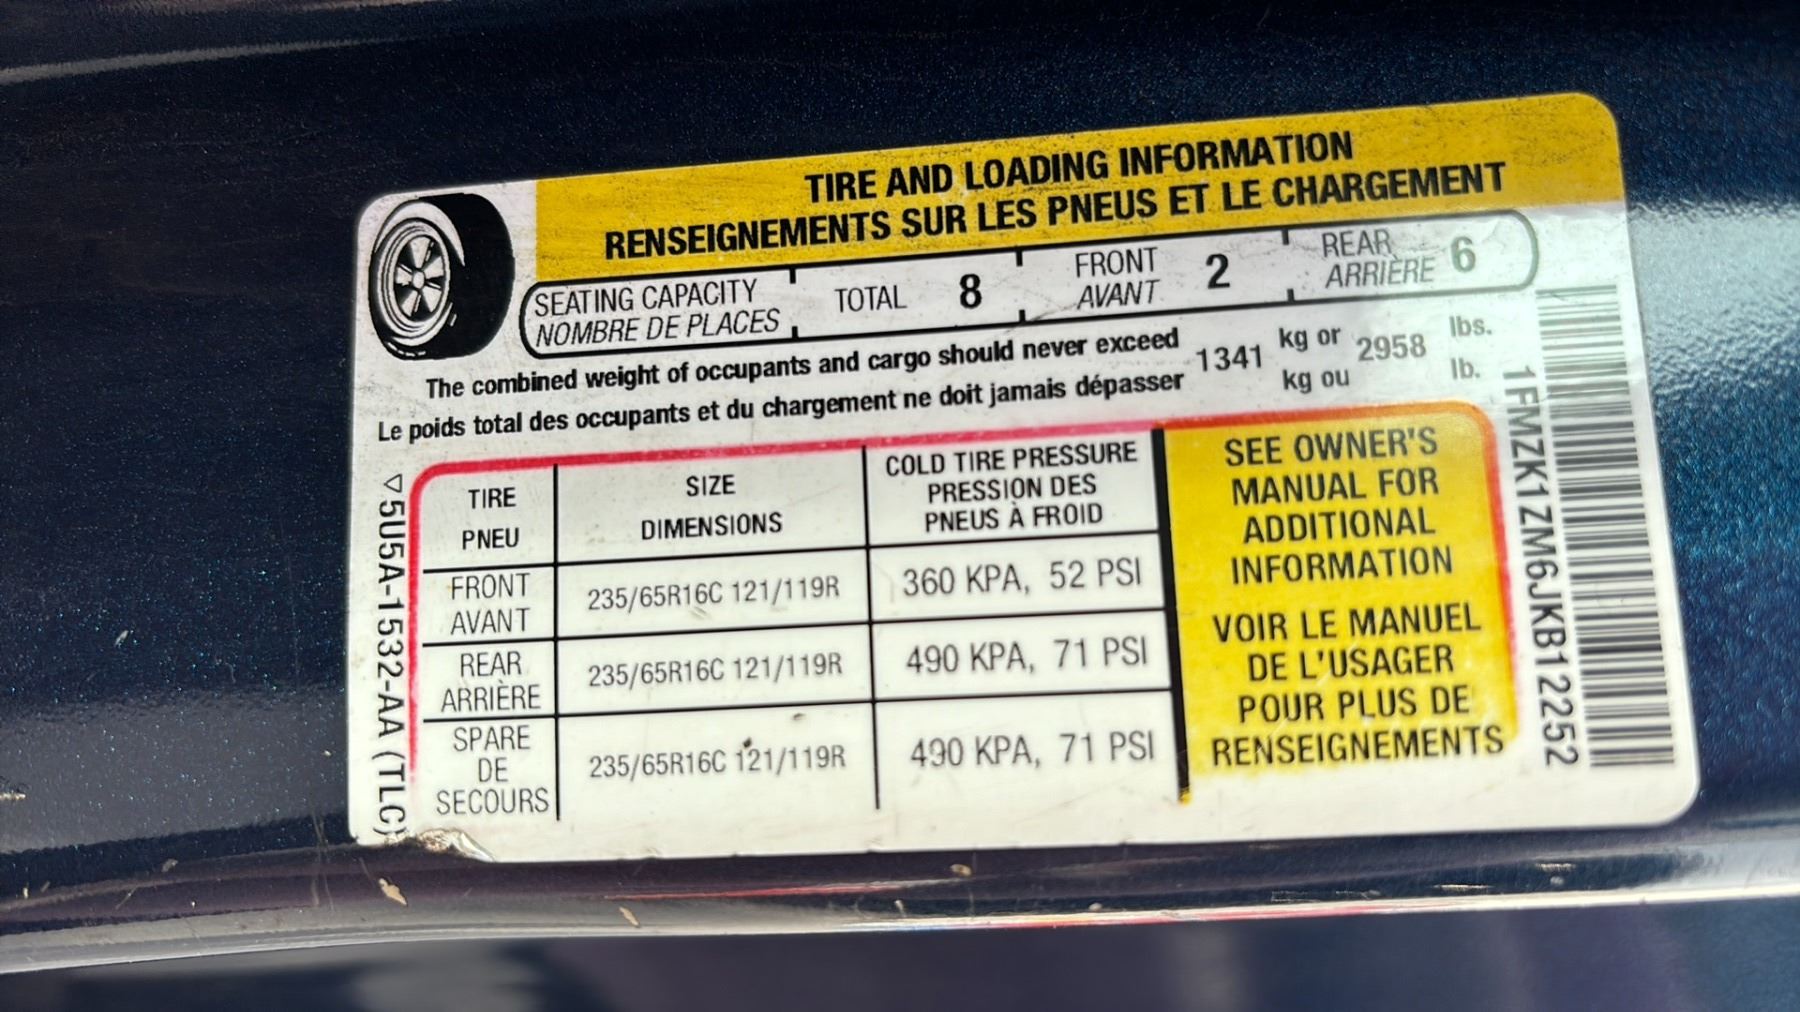 TIRE AND LOADING INFORMATION
RENSEIGNEMENTS SUR LES PNEUS ET LE CHARGEMENT
SEATING CAPACITY
NOMBRE DE PLACES
TOTAL 8
FRONT
AVANT
2
REAR
ARRIÈRE
6
The combined weight of occupants and cargo should never exceed
Le poids total des occupants et du chargement ne doit jamais dépasser
1341
kg or
kg ou
2958
lbs.
lb.
TIRE
PNEU
SIZE
DIMENSIONS
COLD TIRE PRESSURE
PRESSION DES
PNEUS À FROID
FRONT
AVANT
235/65R16C 121/119R
360 KPA, 52 PSI
REAR
ARRIÈRE
235/65R16C 121/119R
490 KPA, 71 PSI
SPARE
DE
SECOURS
235/65R16C 121/119R
490 KPA, 71 PSI
SEE OWNER'S
MANUAL FOR
ADDITIONAL
INFORMATION
VOIR LE MANUEL
DE L'USAGER
POUR PLUS DE
RENSEIGNEMENTS
▽5U5A-1532-AA (TLC)
1FMZK1ZM6JKB12252